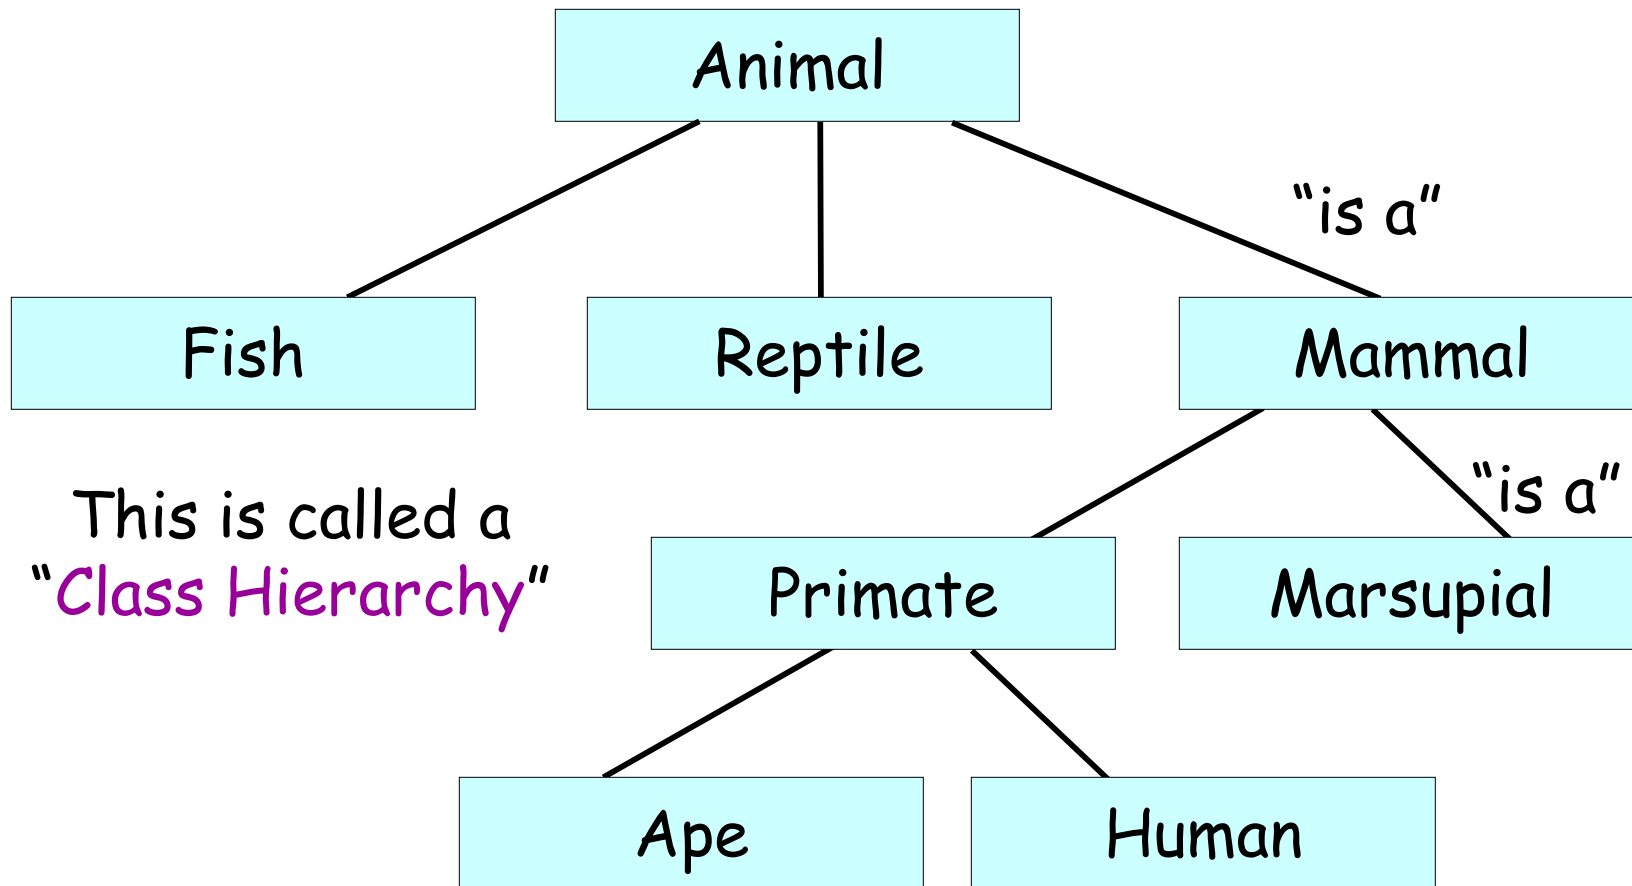 Animal
“is a”
Fish
Reptile
Mammal
“is a”
This is called a
“Class Hierarchy”
Primate
Marsupial
Ape
Human